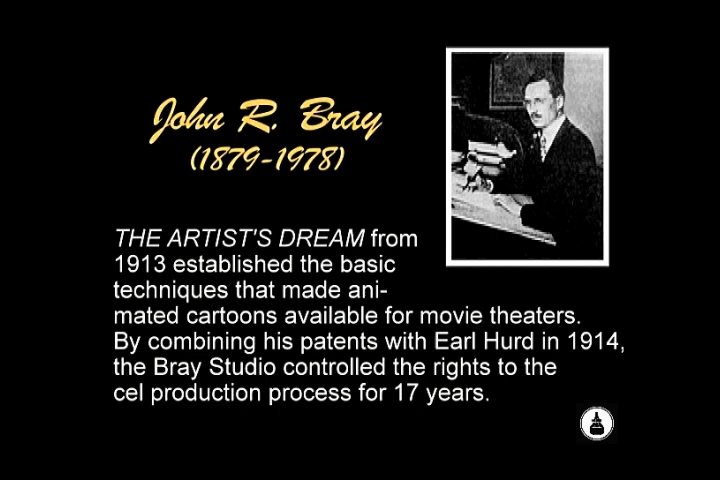 John R. Bray
(1879-1978)
THE ARTIST'S DREAM from
1913 established the basic
techniques that made ani-
mated cartoons available for movie theaters.
By combining his patents with Earl Hurd in 1914,
the Bray Studio controlled the rights to the
cel production process for 17 years.